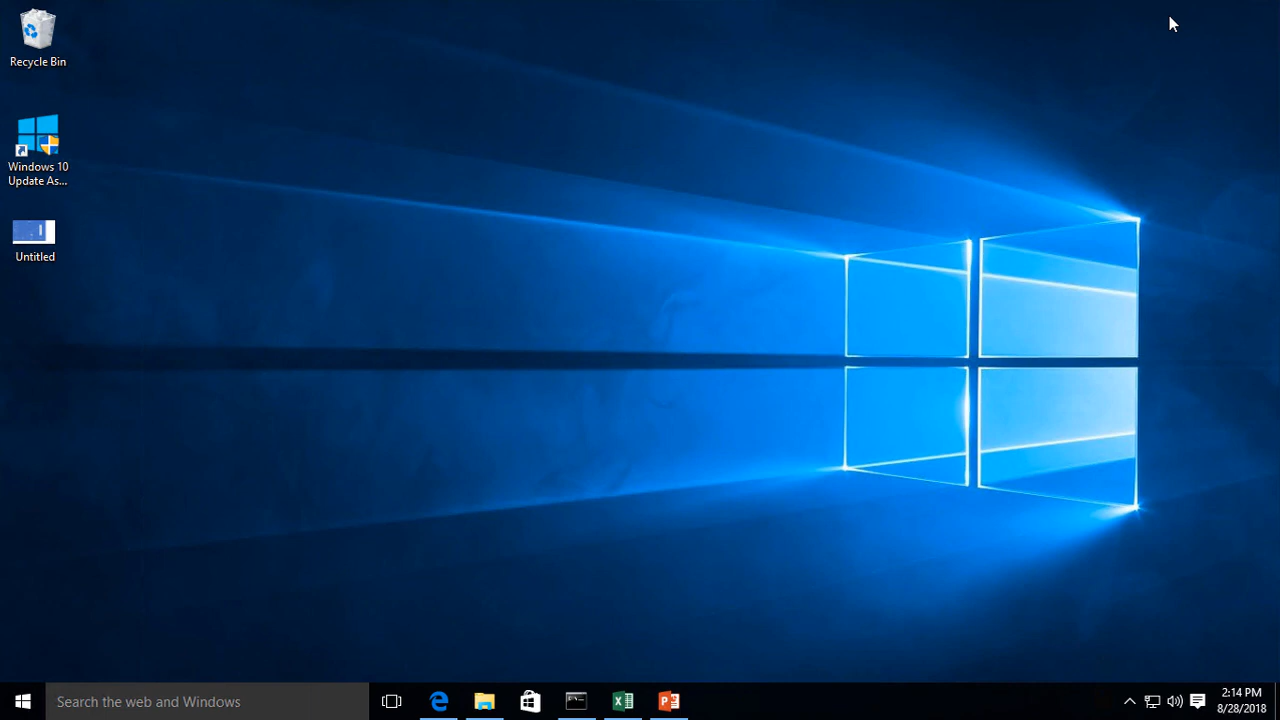 Recycle Bin
Windows 10
Update As...
Untitled
Search the web and Windows
2:14 PM
8/28/2018